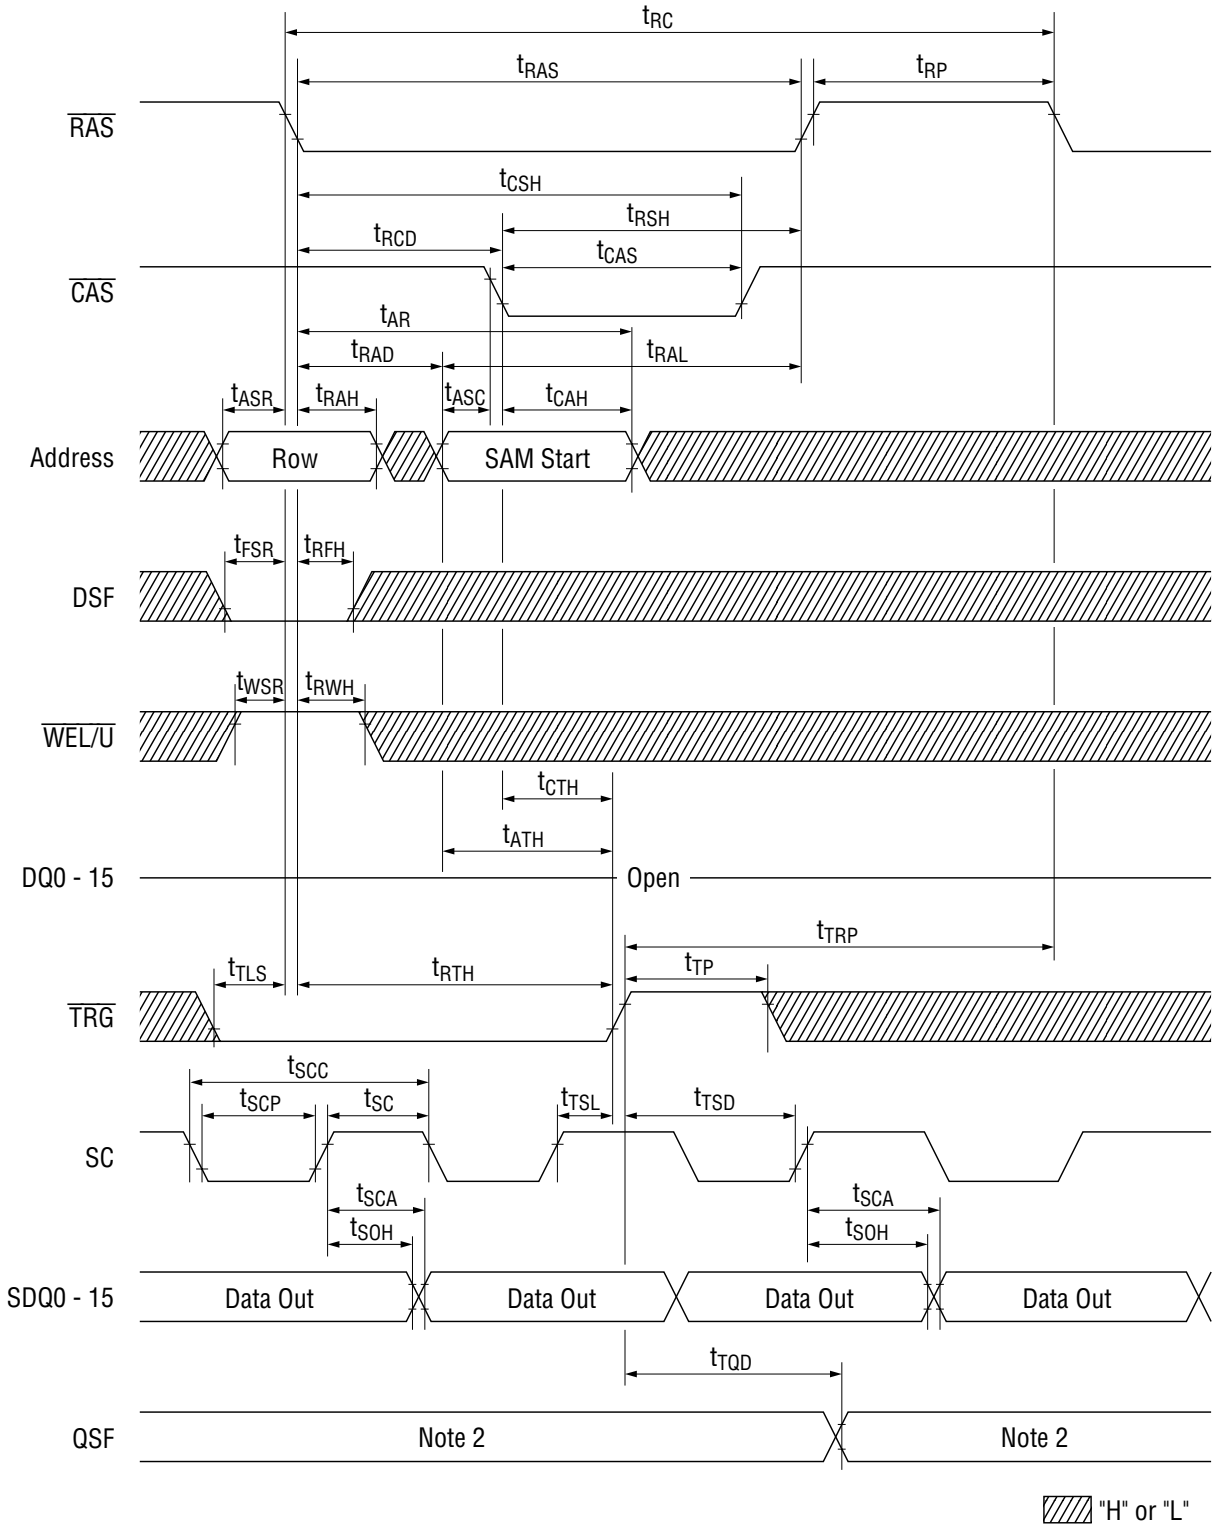 tRC
tRAS
tRP
RAS
tCSH
tRSH
tRCD
tCAS
CAS
tAR
tRAD
tRAL
tASR
tRAH
tASC
tCAH
Address
Row
SAM Start
tFSR
tRFH
DSF
tWSR
tRWH
WEL/U
tCTH
tATH
DQ0 - 15
Open
tTRP
tTP
tTLS
tRTH
TRG
tSCC
tSCP
tSC
tTSL
tTSD
SC
tSCA
tSCA
tSOH
tSOH
SDQ0 - 15
Data Out
Data Out
Data Out
Data Out
tTQD
QSF
Note 2
Note 2
"H" or "L"